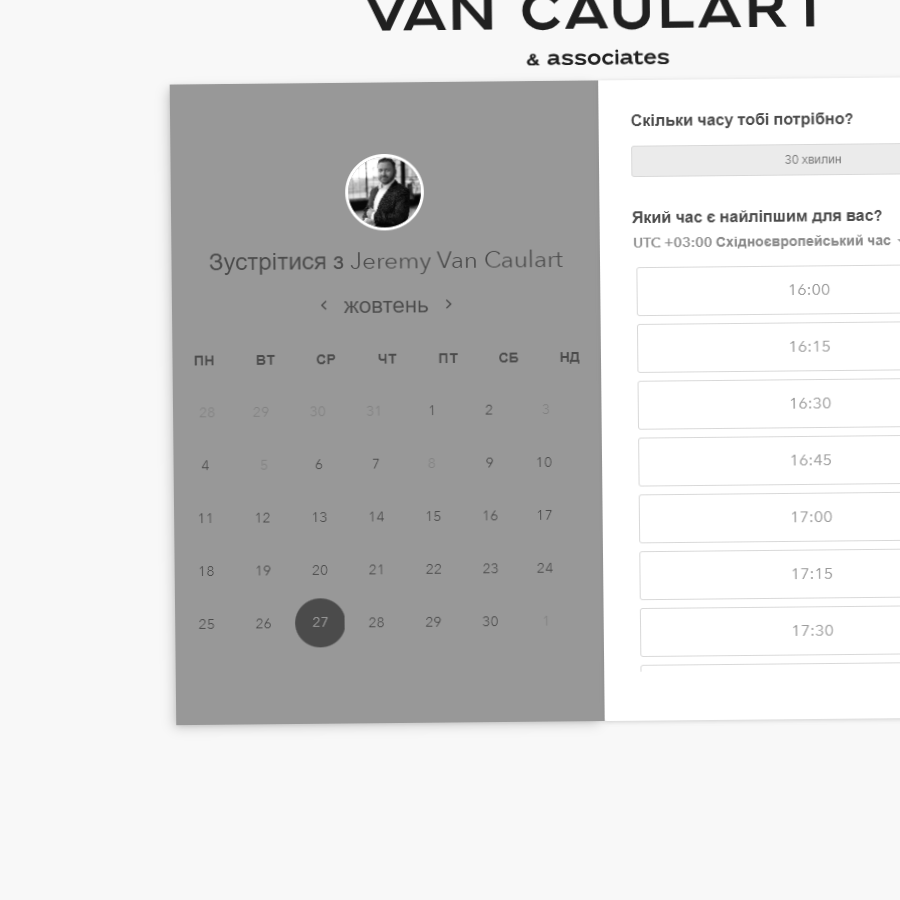 VAN CAULART
& associates
Зустрітися з Jeremy Van Caulart
‹ жовтень ›
ПН ВТ СР ЧТ ПТ СБ НД
28 29 30 31 1 2 3
4 5 6 7 8 9 10
11 12 13 14 15 16 17
18 19 20 21 22 23 24
25 26 27 28 29 30 1
Скільки часу тобі потрібно?
30 хвилин
Який час є найліпшим для вас?
UTC +03:00 Східноєвропейський час
16:00
16:15
16:30
16:45
17:00
17:15
17:30